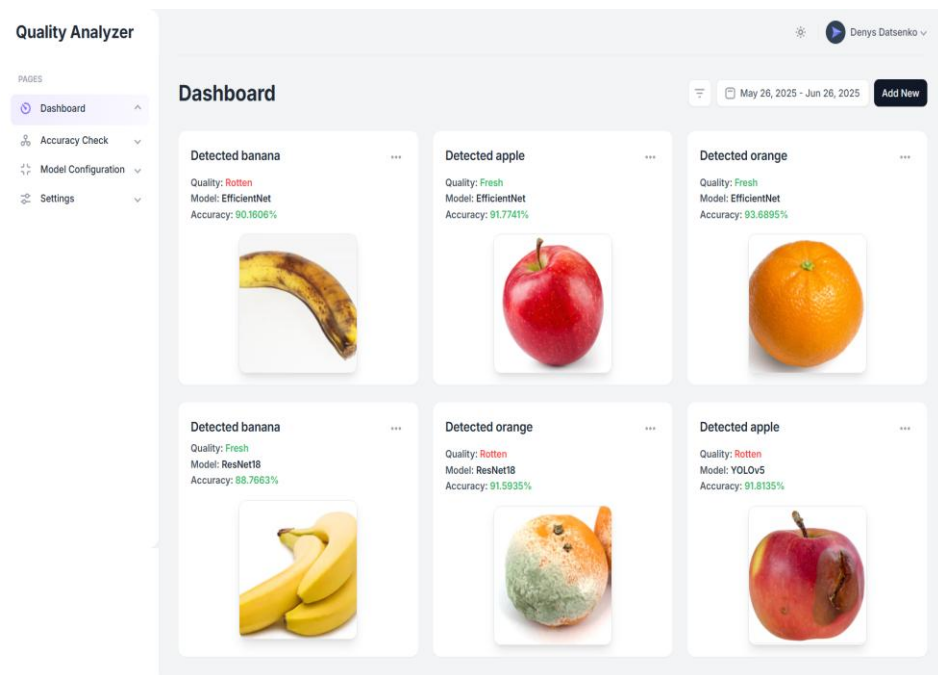 Quality Analyzer
Denys Datsenko
PAGES
Dashboard
Accuracy Check
Model Configuration
Settings
Dashboard
May 26, 2025 - Jun 26, 2025
Add New
Detected banana
Quality: Rotten
Model: EfficientNet
Accuracy: 90.1606%
Detected apple
Quality: Fresh
Model: EfficientNet
Accuracy: 91.7741%
Detected orange
Quality: Fresh
Model: EfficientNet
Accuracy: 93.6895%
Detected banana
Quality: Fresh
Model: ResNet18
Accuracy: 88.7663%
Detected orange
Quality: Rotten
Model: ResNet18
Accuracy: 91.5935%
Detected apple
Quality: Rotten
Model: YOLOv5
Accuracy: 91.8135%